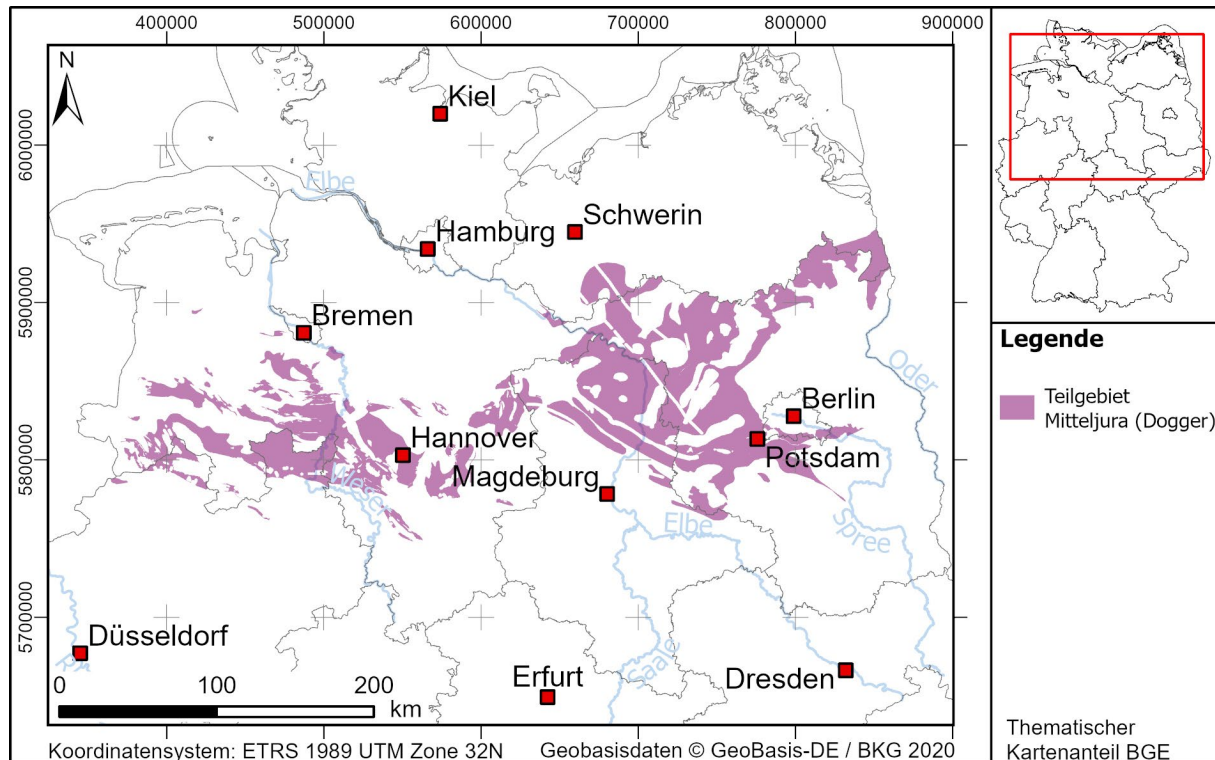 400000
500000
600000
700000
800000
900000
N
6000000
5900000
5800000
5700000
Kiel
Elbe
Schwerin
Hamburg
Bremen
Oder
Berlin
Hannover
Potsdam
Magdeburg
Weser
Elbe
Spree
Düsseldorf
Saale
Erfurt
Dresden
0
100
200
km
Koordinatensystem: ETRS 1989 UTM Zone 32N
Geobasisdaten © GeoBasis-DE / BKG 2020
Legende
Teilgebiet
Mitteljura (Dogger)
Thematischer
Kartenanteil BGE